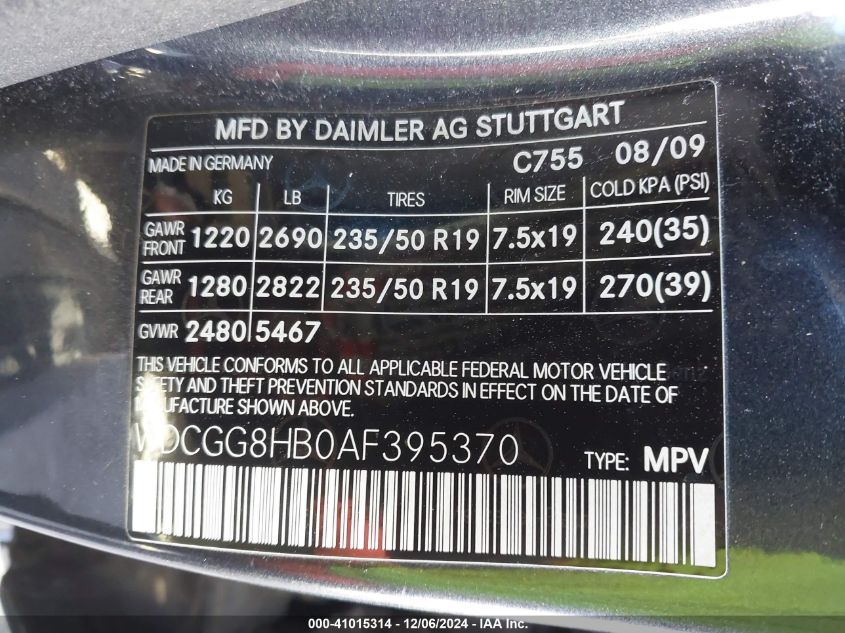 MFD BY DAIMLER AG STUTTGART
MADE IN GERMANY C755 08/09
KG LB TIRES RIM SIZE COLD KPA (PSI)
GAWR FRONT 1220 2690 235/50 R19 7.5x19 240(35)
GAWR REAR 1280 2822 235/50 R19 7.5x19 270(39)
GVWR 2480 5467
THIS VEHICLE CONFORMS TO ALL APPLICABLE FEDERAL MOTOR VEHICLE
SAFETY AND THEFT PREVENTION STANDARDS IN EFFECT ON THE DATE OF
MANUFACTURE SHOWN ABOVE.
WDCGG8HB0AF395370 TYPE: MPV
000-41015314 - 12/06/2024 - IAA Inc.